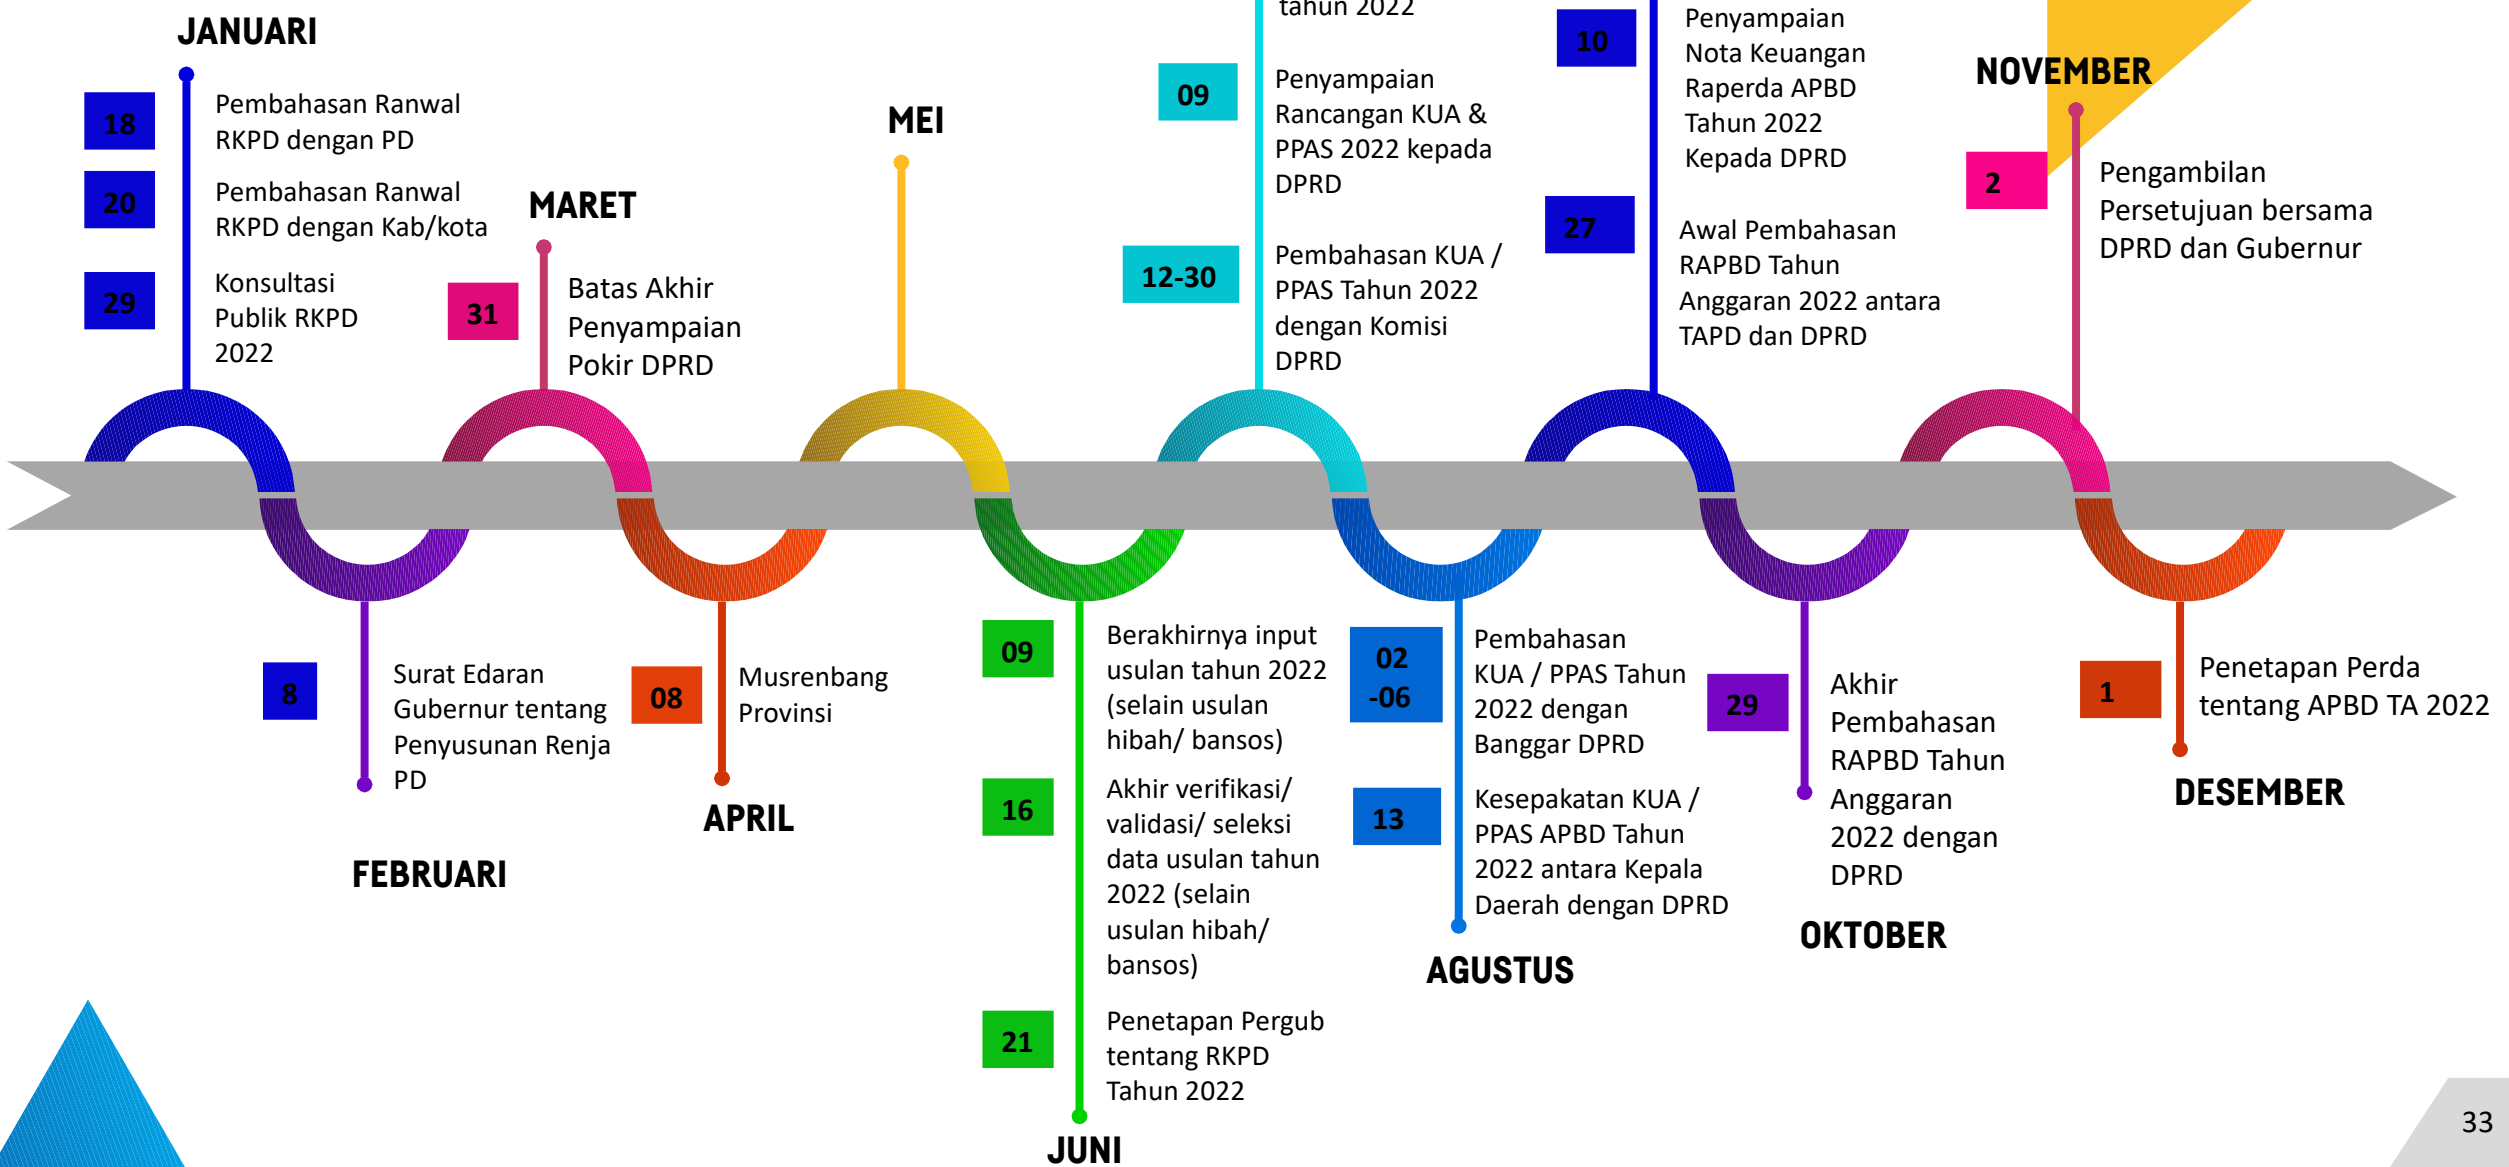 JANUARI
18
Pembahasan Ranwal
RKPD dengan PD
20
Pembahasan Ranwal
RKPD dengan Kab/kota
29
Konsultasi
Publik RKPD
2022
8
Surat Edaran
Gubernur tentang
Penyusunan Renja
PD
FEBRUARI
MARET
31
Batas Akhir
Penyampaian
Pokir DPRD
08
Musrenbang
Provinsi
APRIL
MEI
09
Berakhirnya input
usulan tahun 2022
(selain usulan
hibah/ bansos)
16
Akhir verifikasi/
validasi/ seleksi
data usulan tahun
2022 (selain
usulan hibah/
bansos)
21
Penetapan Pergub
tentang RKPD
Tahun 2022
JUNI
tahun 2022
09
Penyampaian
Rancangan KUA &
PPAS 2022 kepada
DPRD
12-30
Pembahasan KUA /
PPAS Tahun 2022
dengan Komisi
DPRD
02
-06
Pembahasan
KUA / PPAS Tahun
2022 dengan
Banggar DPRD
13
Kesepakatan KUA /
PPAS APBD Tahun
2022 antara Kepala
Daerah dengan DPRD
AGUSTUS
10
Penyampaian
Nota Keuangan
Raperda APBD
Tahun 2022
Kepada DPRD
27
Awal Pembahasan
RAPBD Tahun
Anggaran 2022 antara
TAPD dan DPRD
29
Akhir
Pembahasan
RAPBD Tahun
Anggaran
2022 dengan
DPRD
OKTOBER
NOVEMBER
2
Pengambilan
Persetujuan bersama
DPRD dan Gubernur
1
Penetapan Perda
tentang APBD TA 2022
DESEMBER
33